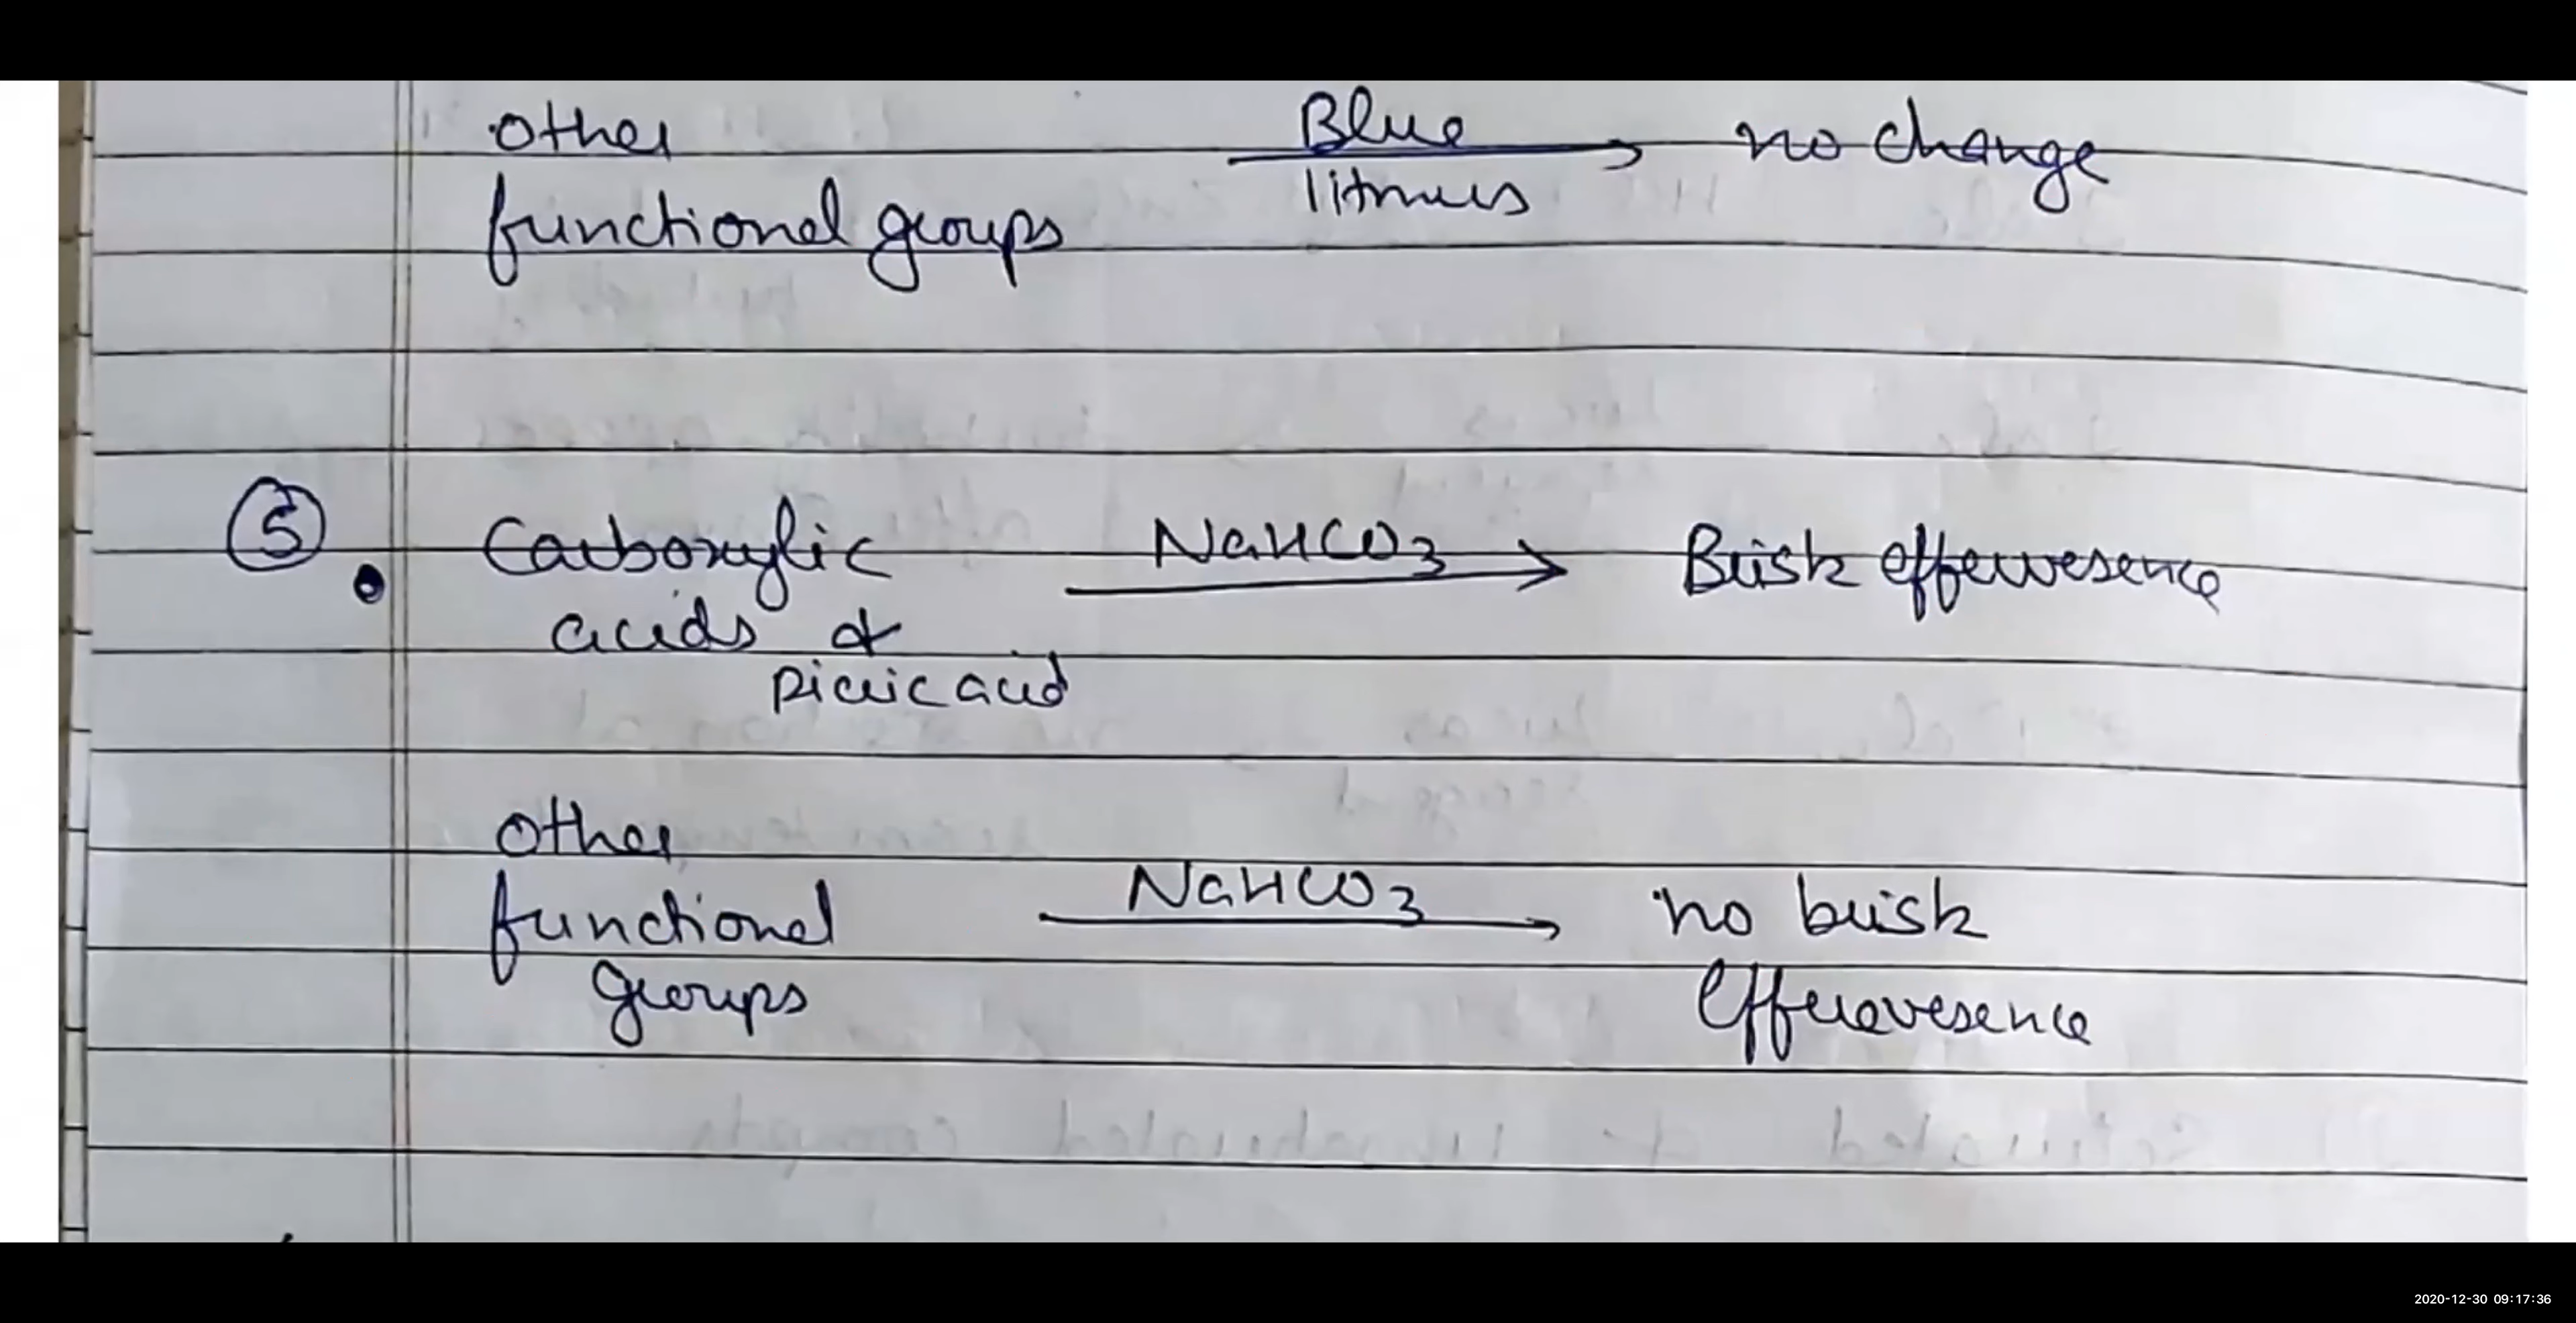 other Blue no change
functional groups litmus
5 Carboxylic NaHCO3 Brisk effervesence
acids &
picric acid
other
functional NaHCO3 no brisk
groups effervesence
2020-12-30 09:17:36